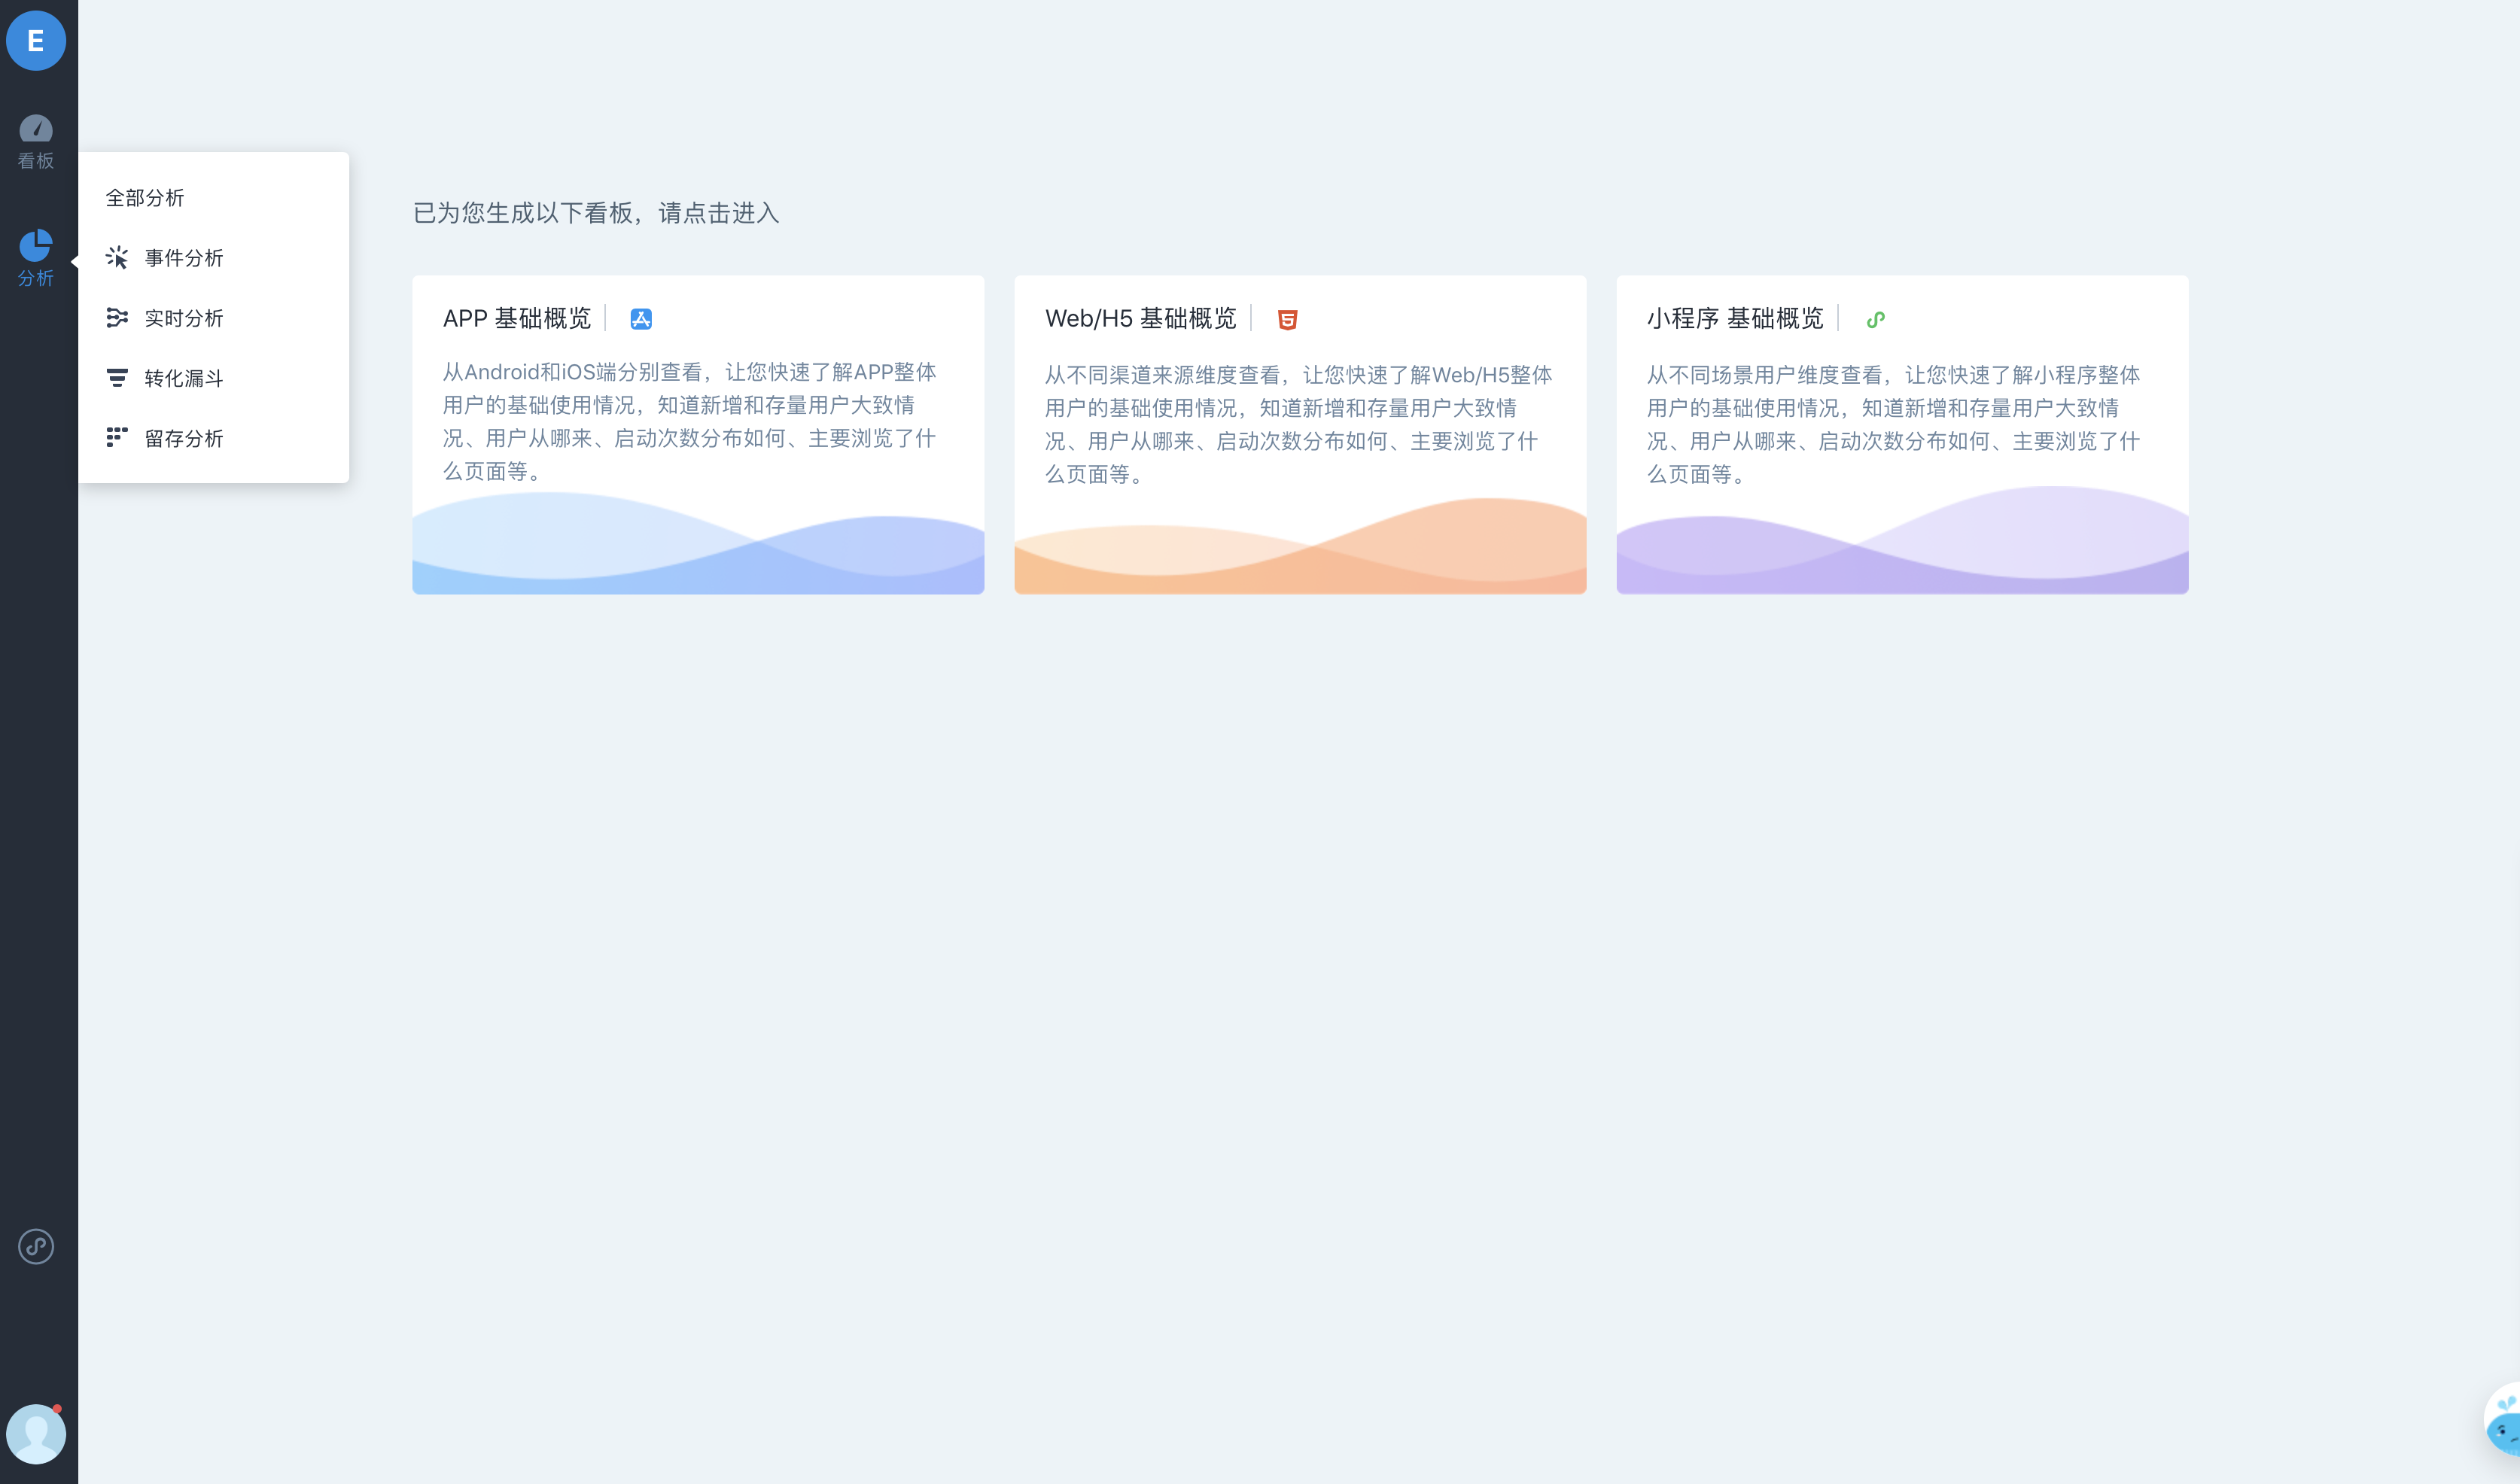 E
看板
分析
全部分析
事件分析
实时分析
转化漏斗
留存分析
已为您生成以下看板，请点击进入
APP 基础概览
从Android和iOS端分别查看，让您快速了解APP整体
用户的基础使用情况，知道新增和存量用户大致情
况、用户从哪来、启动次数分布如何、主要浏览了什
么页面等。
Web/H5 基础概览
从不同渠道来源维度查看，让您快速了解Web/H5整体
用户的基础使用情况，知道新增和存量用户大致情
况、用户从哪来、启动次数分布如何、主要浏览了什
么页面等。
小程序 基础概览
从不同场景用户维度查看，让您快速了解小程序整体
用户的基础使用情况，知道新增和存量用户大致情
况、用户从哪来、启动次数分布如何、主要浏览了什
么页面等。